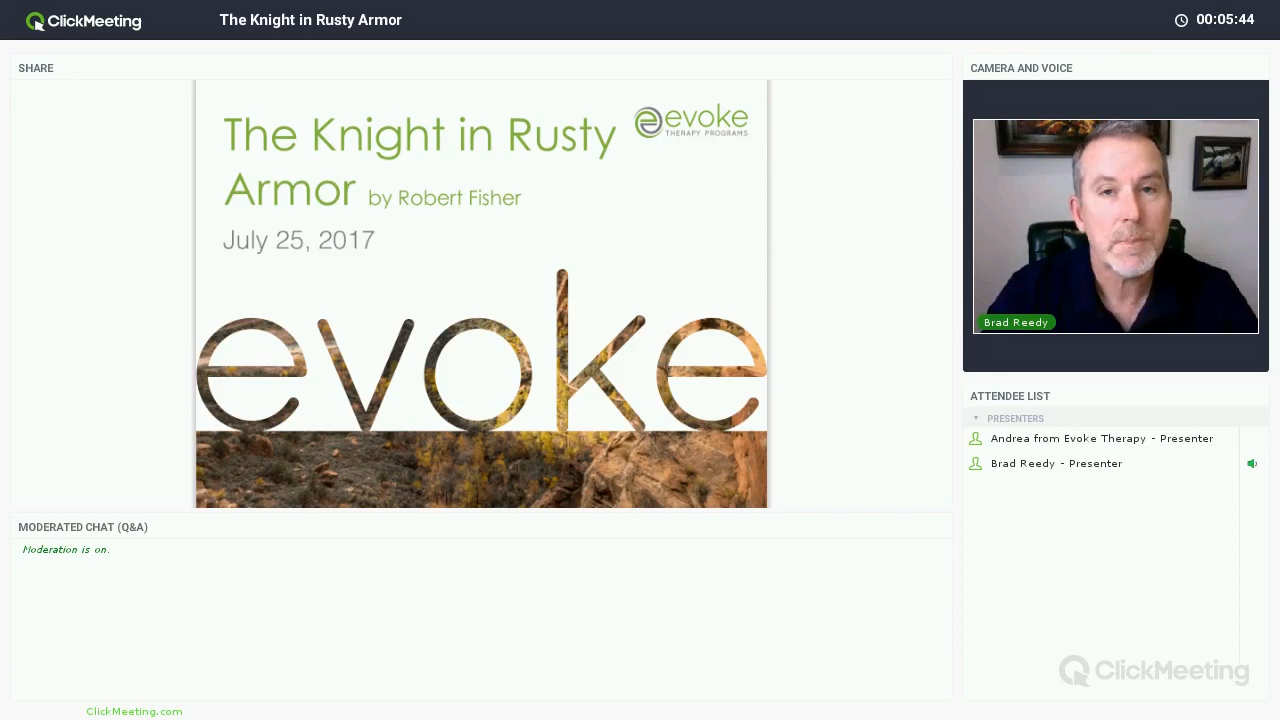 ClickMeeting
The Knight in Rusty Armor
00:05:44
SHARE
The Knight in Rusty
Armor by Robert Fisher
evoke
THERAPY PROGRAMS
July 25, 2017
evoke
CAMERA AND VOICE
Brad Reedy
ATTENDEE LIST
PRESENTERS
Andrea from Evoke Therapy - Presenter
Brad Reedy - Presenter
MODERATED CHAT (Q&A)
Moderation is on.
ClickMeeting
ClickMeeting.com